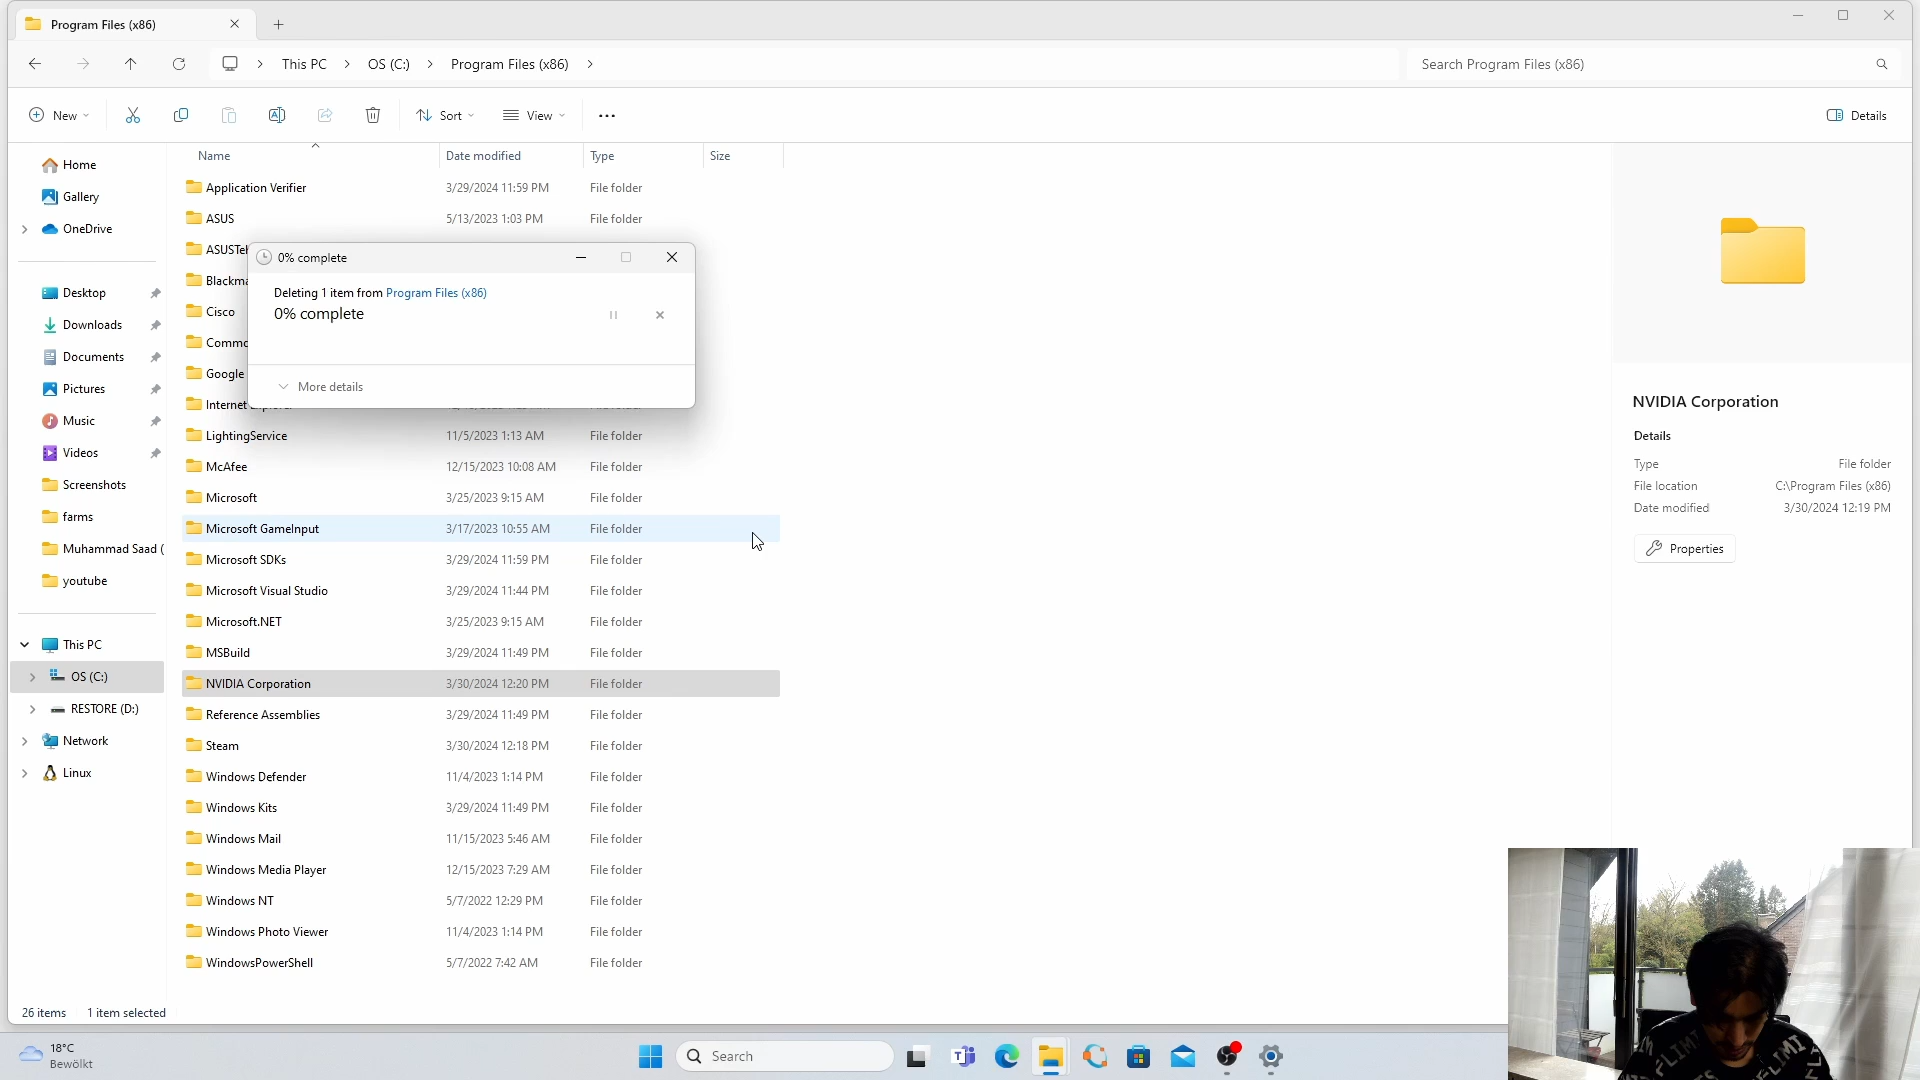 Program Files (x86)
This PC
OS (C:)
Program Files (x86)
Search Program Files (x86)
New
Sort
View
Details
Name
Date modified
Type
Size
Home
Gallery
OneDrive
Desktop
Downloads
Documents
Pictures
Music
Videos
Screenshots
farms
Muhammad Saad (
youtube
This PC
OS (C:)
RESTORE (D:)
Network
Linux
Application Verifier 3/29/2024 11:59 PM File folder
ASUS 5/13/2023 1:03 PM File folder
ASUSTe
Blackma
Cisco
Commo
Google
Internet
LightingService 11/5/2023 1:13 AM File folder
McAfee 12/15/2023 10:08 AM File folder
Microsoft 3/25/2023 9:15 AM File folder
Microsoft GameInput 3/17/2023 10:55 AM File folder
Microsoft SDKs 3/29/2024 11:59 PM File folder
Microsoft Visual Studio 3/29/2024 11:44 PM File folder
Microsoft.NET 3/25/2023 9:15 AM File folder
MSBuild 3/29/2024 11:49 PM File folder
NVIDIA Corporation 3/30/2024 12:20 PM File folder
Reference Assemblies 3/29/2024 11:49 PM File folder
Steam 3/30/2024 12:18 PM File folder
Windows Defender 11/4/2023 1:14 PM File folder
Windows Kits 3/29/2024 11:49 PM File folder
Windows Mail 11/15/2023 5:46 AM File folder
Windows Media Player 12/15/2023 7:29 AM File folder
Windows NT 5/7/2022 12:29 PM File folder
Windows Photo Viewer 11/4/2023 1:14 PM File folder
WindowsPowerShell 5/7/2022 7:42 AM File folder
0% complete
Deleting 1 item from Program Files (x86)
0% complete
More details
NVIDIA Corporation
Details
Type File folder
File location C:\Program Files (x86)
Date modified 3/30/2024 12:19 PM
Properties
26 items 1 item selected
18°C
Bewölkt
Search